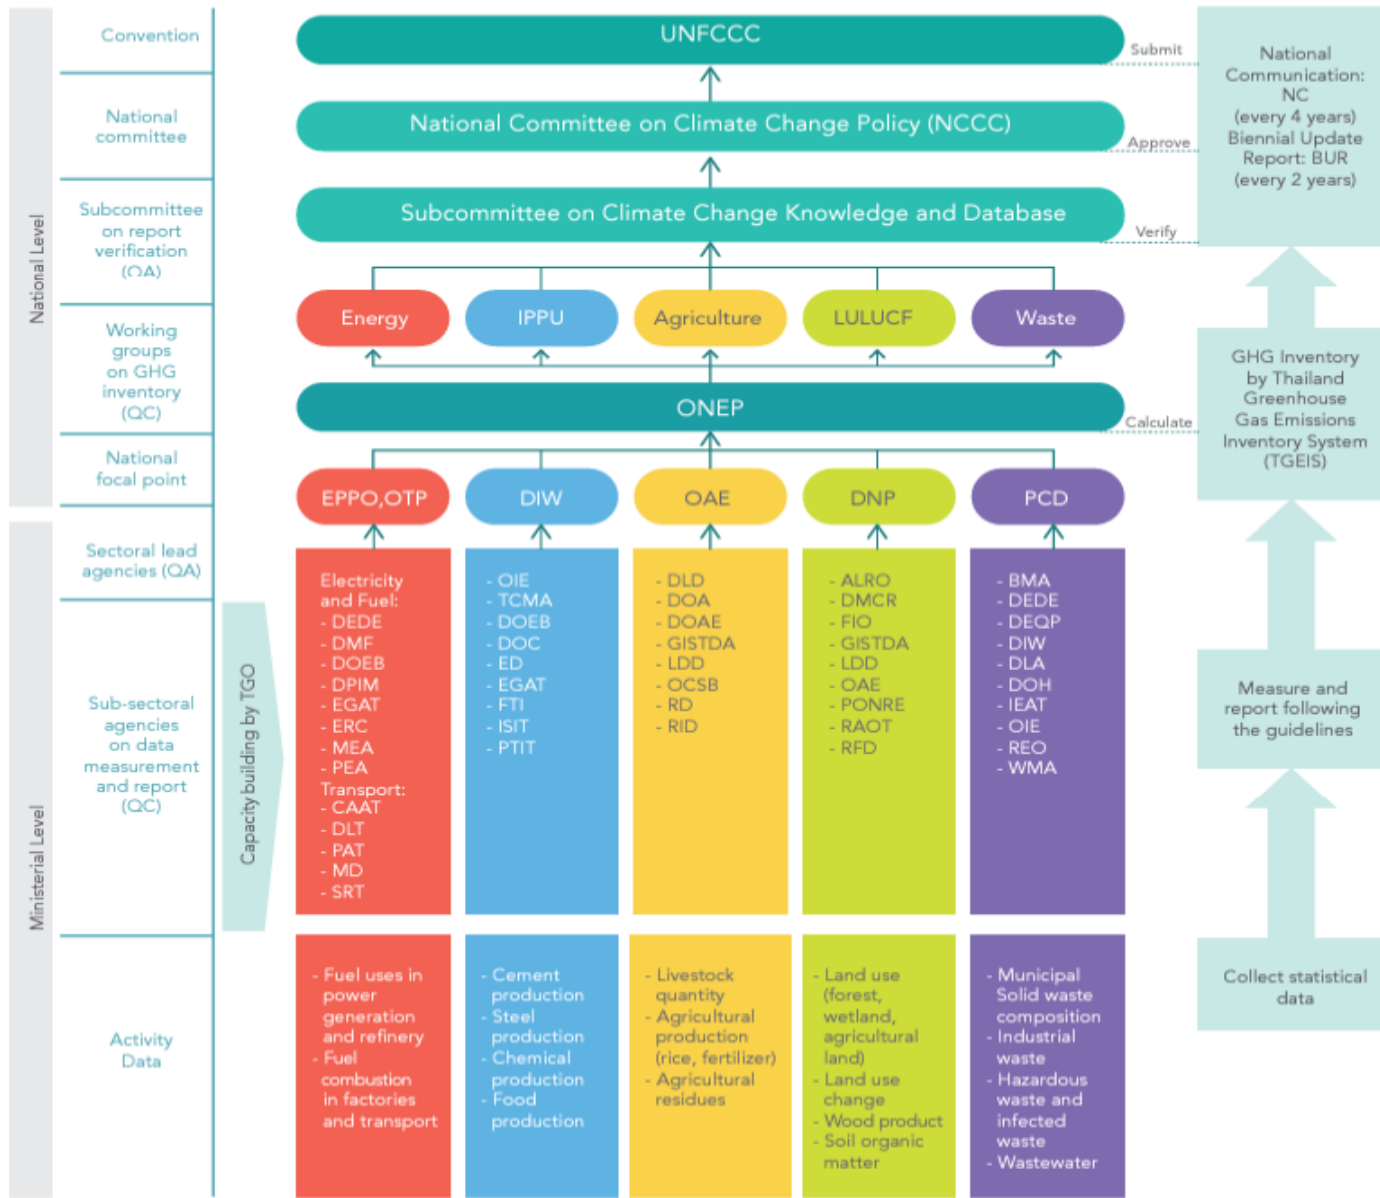 National Level
Ministerial Level
Convention
National
committee
Subcommittee
on report
verification
(QA)
Working
groups
on GHG
inventory
(QC)
National
focal point
Sectoral lead
agencies (QA)
Sub-sectoral
agencies
on data
measurement
and report
(QC)
Activity
Data
Capacity building by TGO
UNFCCC
National Committee on Climate Change Policy (NCCC)
Subcommittee on Climate Change Knowledge and Database
Energy
IPPU
Agriculture
LULUCF
Waste
ONEP
EPPO,OTP
DIW
OAE
DNP
PCD
Electricity
and Fuel:
- DEDE
- DMF
- DOEB
- DPIM
- EGAT
- ERC
- MEA
- PEA
Transport:
- CAAT
- DLT
- PAT
- MD
- SRT
- OIE
- TCMA
- DOEB
- DOC
- ED
- EGAT
- FTI
- ISIT
- PTIT
- DLD
- DOA
- DOAE
- GISTDA
- LDD
- OCSB
- RD
- RID
- ALRO
- DMCR
- FIO
- GISTDA
- LDD
- OAE
- PONRE
- RAOT
- RFD
- BMA
- DEDE
- DEQP
- DIW
- DLA
- DOH
- IEAT
- OIE
- REO
- WMA
- Fuel uses in
power
generation
and refinery
- Fuel
combustion
in factories
and transport
- Cement
production
- Steel
production
- Chemical
production
- Food
production
- Livestock
quantity
- Agricultural
production
(rice, fertilizer)
- Agricultural
residues
- Land use
(forest,
wetland,
agricultural
land)
- Land use
change
- Wood product
- Soil organic
matter
- Municipal
Solid waste
composition
- Industrial
waste
- Hazardous
waste and
infected
waste
- Wastewater
Submit
Approve
Verify
Calculate
National
Communication:
NC
(every 4 years)
Biennial Update
Report: BUR
(every 2 years)
GHG Inventory
by Thailand
Greenhouse
Gas Emissions
Inventory System
(TGEIS)
Measure and
report following
the guidelines
Collect statistical
data